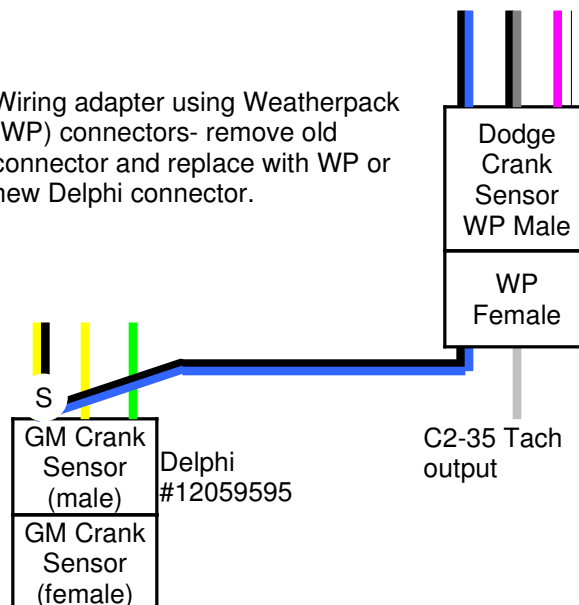 Wiring adapter using Weatherpack
(WP) connectors- remove old
connector and replace with WP or
new Delphi connector.
Dodge
Crank
Sensor
WP Male
WP
Female
S
GM Crank
Sensor
(male)
Delphi
#12059595
C2-35 Tach
output
GM Crank
Sensor
(female)